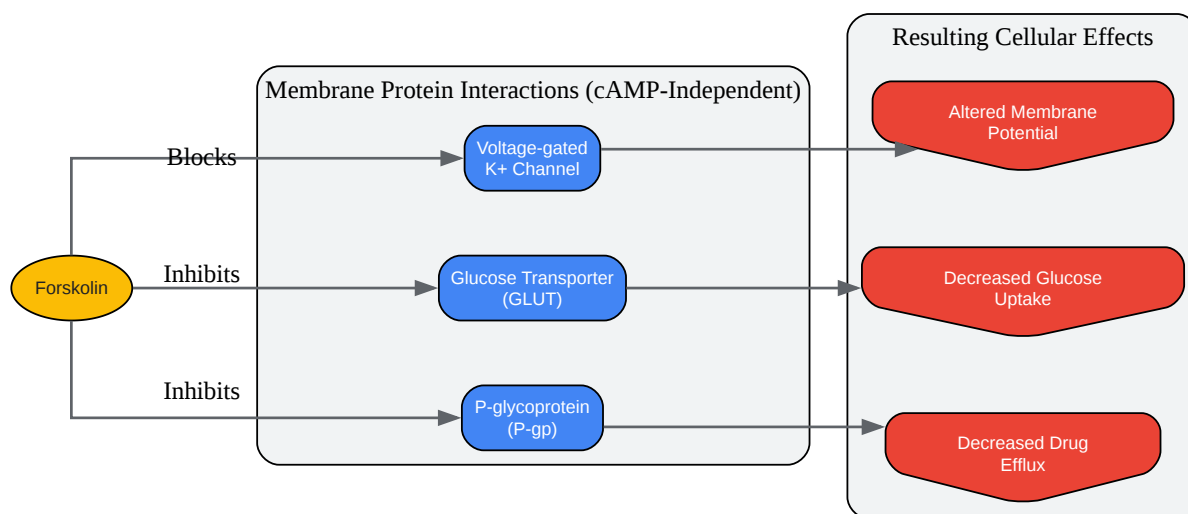 Resulting Cellular Effects
Membrane Protein Interactions (cAMP-Independent)
Altered Membrane
Potential
Blocks
Voltage-gated
K+ Channel
Forskolin
Inhibits
Glucose Transporter
(GLUT)
Decreased Glucose
Uptake
Inhibits
P-glycoprotein
(P-gp)
Decreased Drug
Efflux